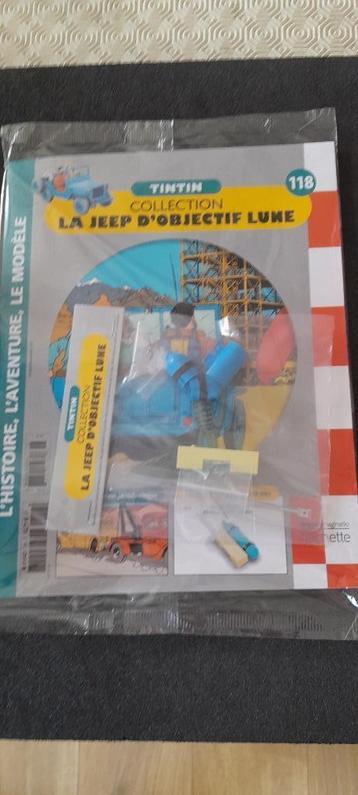 TINTIN
COLLECTION
LA JEEP D'OBJECTIF LUNE
118
L'HISTOIRE, L'AVENTURE, LE MODÈLE
TINTIN
COLLECTION
LA JEEP D'OBJECTIF LUNE